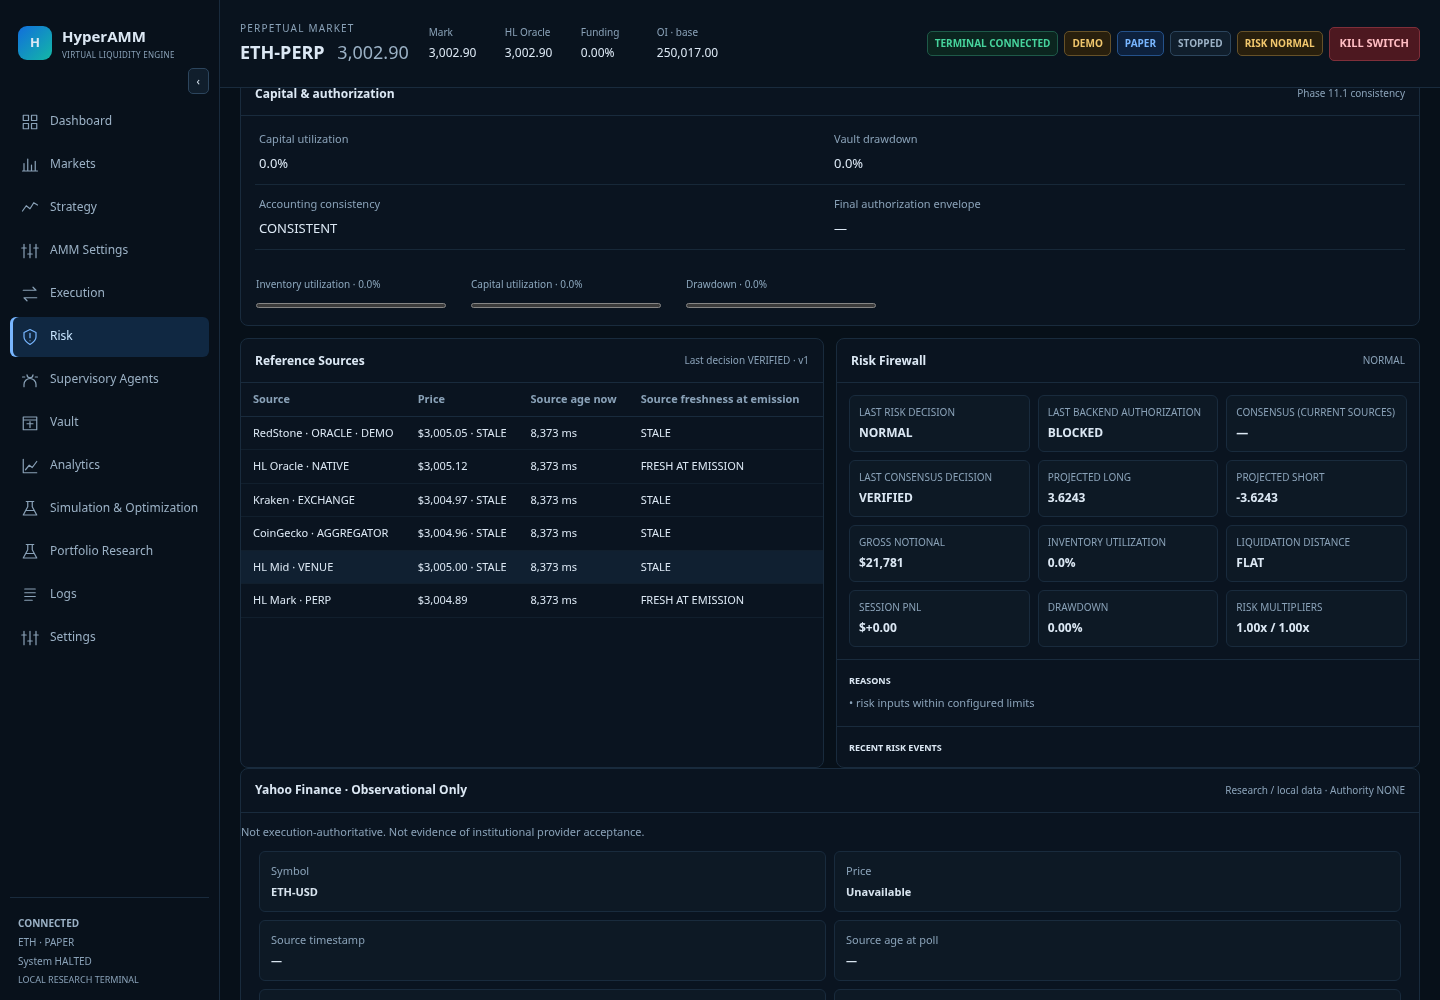 H
HyperAMM
VIRTUAL LIQUIDITY ENGINE
‹
Dashboard
Markets
Strategy
AMM Settings
Execution
Risk
Supervisory Agents
Vault
Analytics
Simulation & Optimization
Portfolio Research
Logs
Settings
CONNECTED
ETH · PAPER
System HALTED
LOCAL RESEARCH TERMINAL
PERPETUAL MARKET
ETH-PERP 3,002.90
Mark
3,002.90
HL Oracle
3,002.90
Funding
0.00%
OI · base
250,017.00
TERMINAL CONNECTED
DEMO
PAPER
STOPPED
RISK NORMAL
KILL SWITCH
Capital & authorization
Phase 11.1 consistency
Capital utilization
0.0%
Vault drawdown
0.0%
Accounting consistency
CONSISTENT
Final authorization envelope
—
Inventory utilization · 0.0%
Capital utilization · 0.0%
Drawdown · 0.0%
Reference Sources
Last decision VERIFIED · v1
Source Price Source age now Source freshness at emission
RedStone · ORACLE · DEMO $3,005.05 · STALE 8,373 ms STALE
HL Oracle · NATIVE $3,005.12 8,373 ms FRESH AT EMISSION
Kraken · EXCHANGE $3,004.97 · STALE 8,373 ms STALE
CoinGecko · AGGREGATOR $3,004.96 · STALE 8,373 ms STALE
HL Mid · VENUE $3,005.00 · STALE 8,373 ms STALE
HL Mark · PERP $3,004.89 8,373 ms FRESH AT EMISSION
Risk Firewall
NORMAL
LAST RISK DECISION
NORMAL
LAST BACKEND AUTHORIZATION
BLOCKED
CONSENSUS (CURRENT SOURCES)
—
LAST CONSENSUS DECISION
VERIFIED
PROJECTED LONG
3.6243
PROJECTED SHORT
-3.6243
GROSS NOTIONAL
$21,781
INVENTORY UTILIZATION
0.0%
LIQUIDATION DISTANCE
FLAT
SESSION PNL
$+0.00
DRAWDOWN
0.00%
RISK MULTIPLIERS
1.00x / 1.00x
REASONS
• risk inputs within configured limits
RECENT RISK EVENTS
Yahoo Finance · Observational Only
Research / local data · Authority NONE
Not execution-authoritative. Not evidence of institutional provider acceptance.
Symbol
ETH-USD
Price
Unavailable
Source timestamp
—
Source age at poll
—